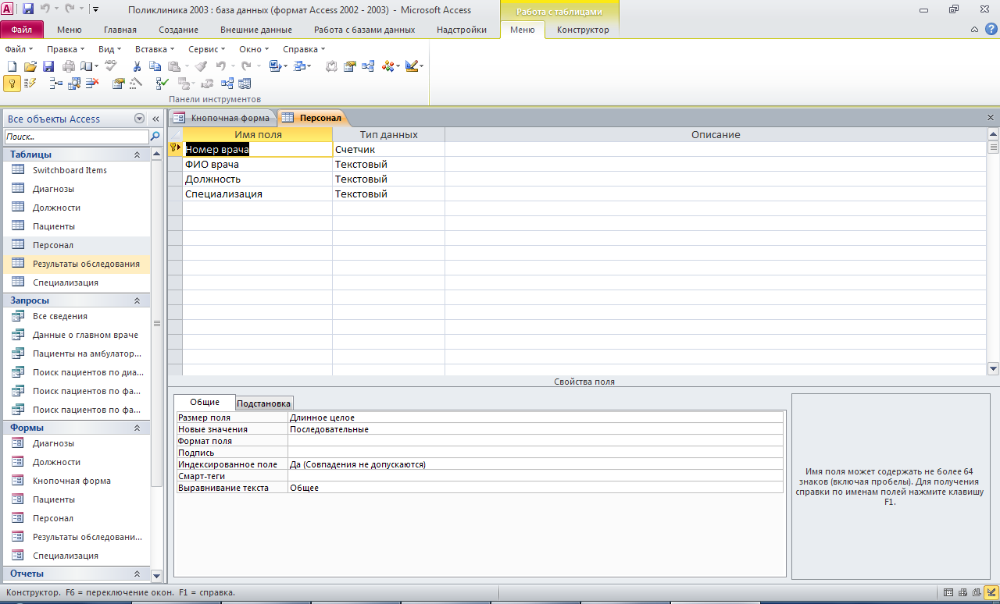 Поликлиника 2003 : база данных (формат Access 2002 - 2003) - Microsoft Access
Работа с таблицами
Файл Меню Главная Создание Внешние данные Работа с базами данных Надстройки Меню Конструктор
Файл Правка Вид Вставка Сервис Окно Справка
Панели инструментов
Все объекты Access
Поиск...
Таблицы
Switchboard Items
Диагнозы
Должности
Пациенты
Персонал
Результаты обследования
Специализация
Запросы
Все сведения
Данные о главном враче
Пациенты на амбулатор...
Поиск пациентов по диа...
Поиск пациентов по фа...
Поиск пациентов по фа...
Формы
Диагнозы
Должности
Кнопочная форма
Пациенты
Персонал
Результаты обследовани...
Специализация
Отчеты
Кнопочная форма Персонал
Имя поля Тип данных Описание
Номер врача Счетчик
ФИО врача Текстовый
Должность Текстовый
Специализация Текстовый
Свойства поля
Общие Подстановка
Размер поля Длинное целое
Новые значения Последовательные
Формат поля
Подпись
Индексированное поле Да (Совпадения не допускаются)
Смарт-теги
Выравнивание текста Общее
Имя поля может содержать не более 64
знаков (включая пробелы). Для получения
справки по именам полей нажмите клавишу
F1.
Конструктор. F6 = переключение окон. F1 = справка.